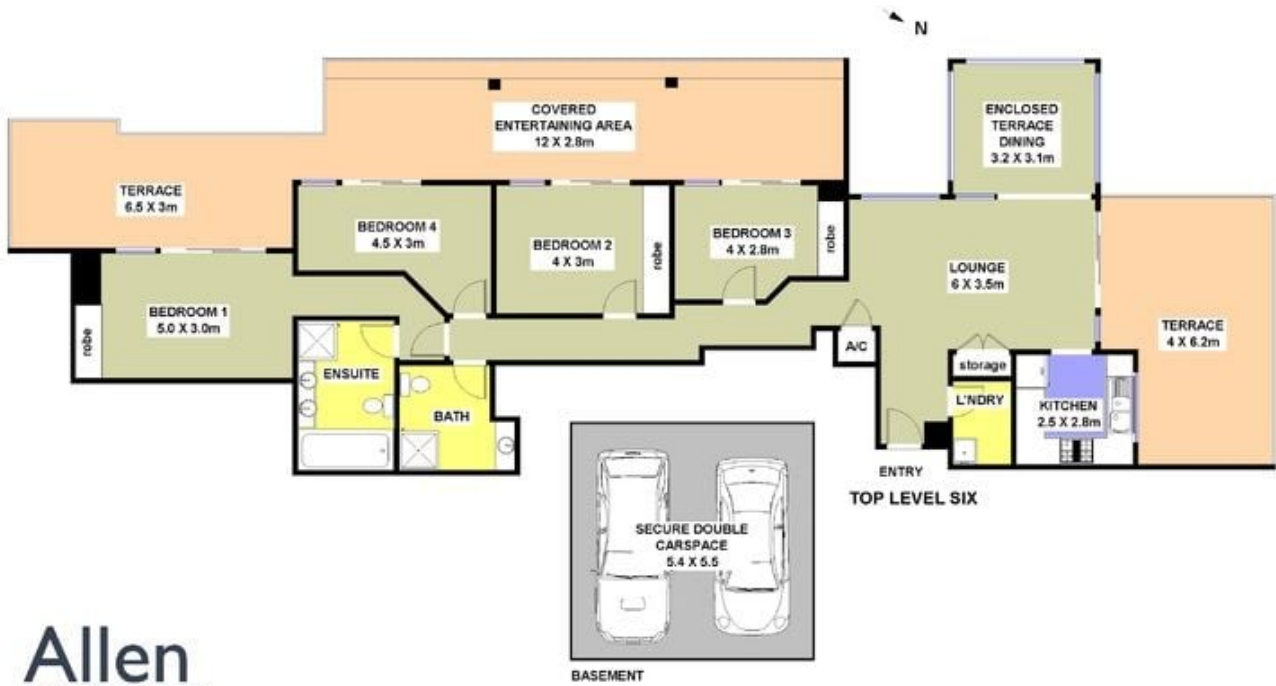 N
COVERED
ENTERTAINING AREA
12 X 2.8m
ENCLOSED
TERRACE
DINING
3.2 X 3.1m
TERRACE
6.5 X 3m
BEDROOM 4
4.5 X 3m
BEDROOM 2
4 X 3m
robe
BEDROOM 3
4 X 2.8m
robe
LOUNGE
6 X 3.5m
BEDROOM 1
5.0 X 3.0m
robe
TERRACE
4 X 6.2m
A/C
storage
ENSUITE
BATH
L'NDRY
KITCHEN
2.5 X 2.8m
ENTRY
TOP LEVEL SIX
SECURE DOUBLE
CARSPACE
5.4 X 5.5
BASEMENT
Allen